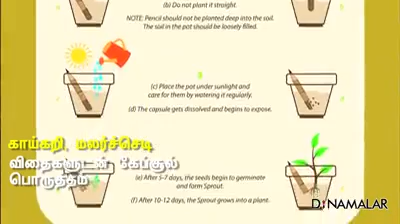 (b) Do not plant it straight.
NOTE: Pencil should not be planted deep into the soil.
The soil in the pot should be loosely filled.
(c) Place the pot under sunlight and
care for them by watering it regularly.
(d) The capsule gets dissolved and begins to expose.
காய்கறி, மலர்ச்செடி
விதைகளுடன் கேப்சூல்
பொருத்தம்
(e) After 5-7 days, the seeds begin to germinate
and form Sprout.
(f) After 10-12 days, the Sprout grows into a plant.
DINAMALAR